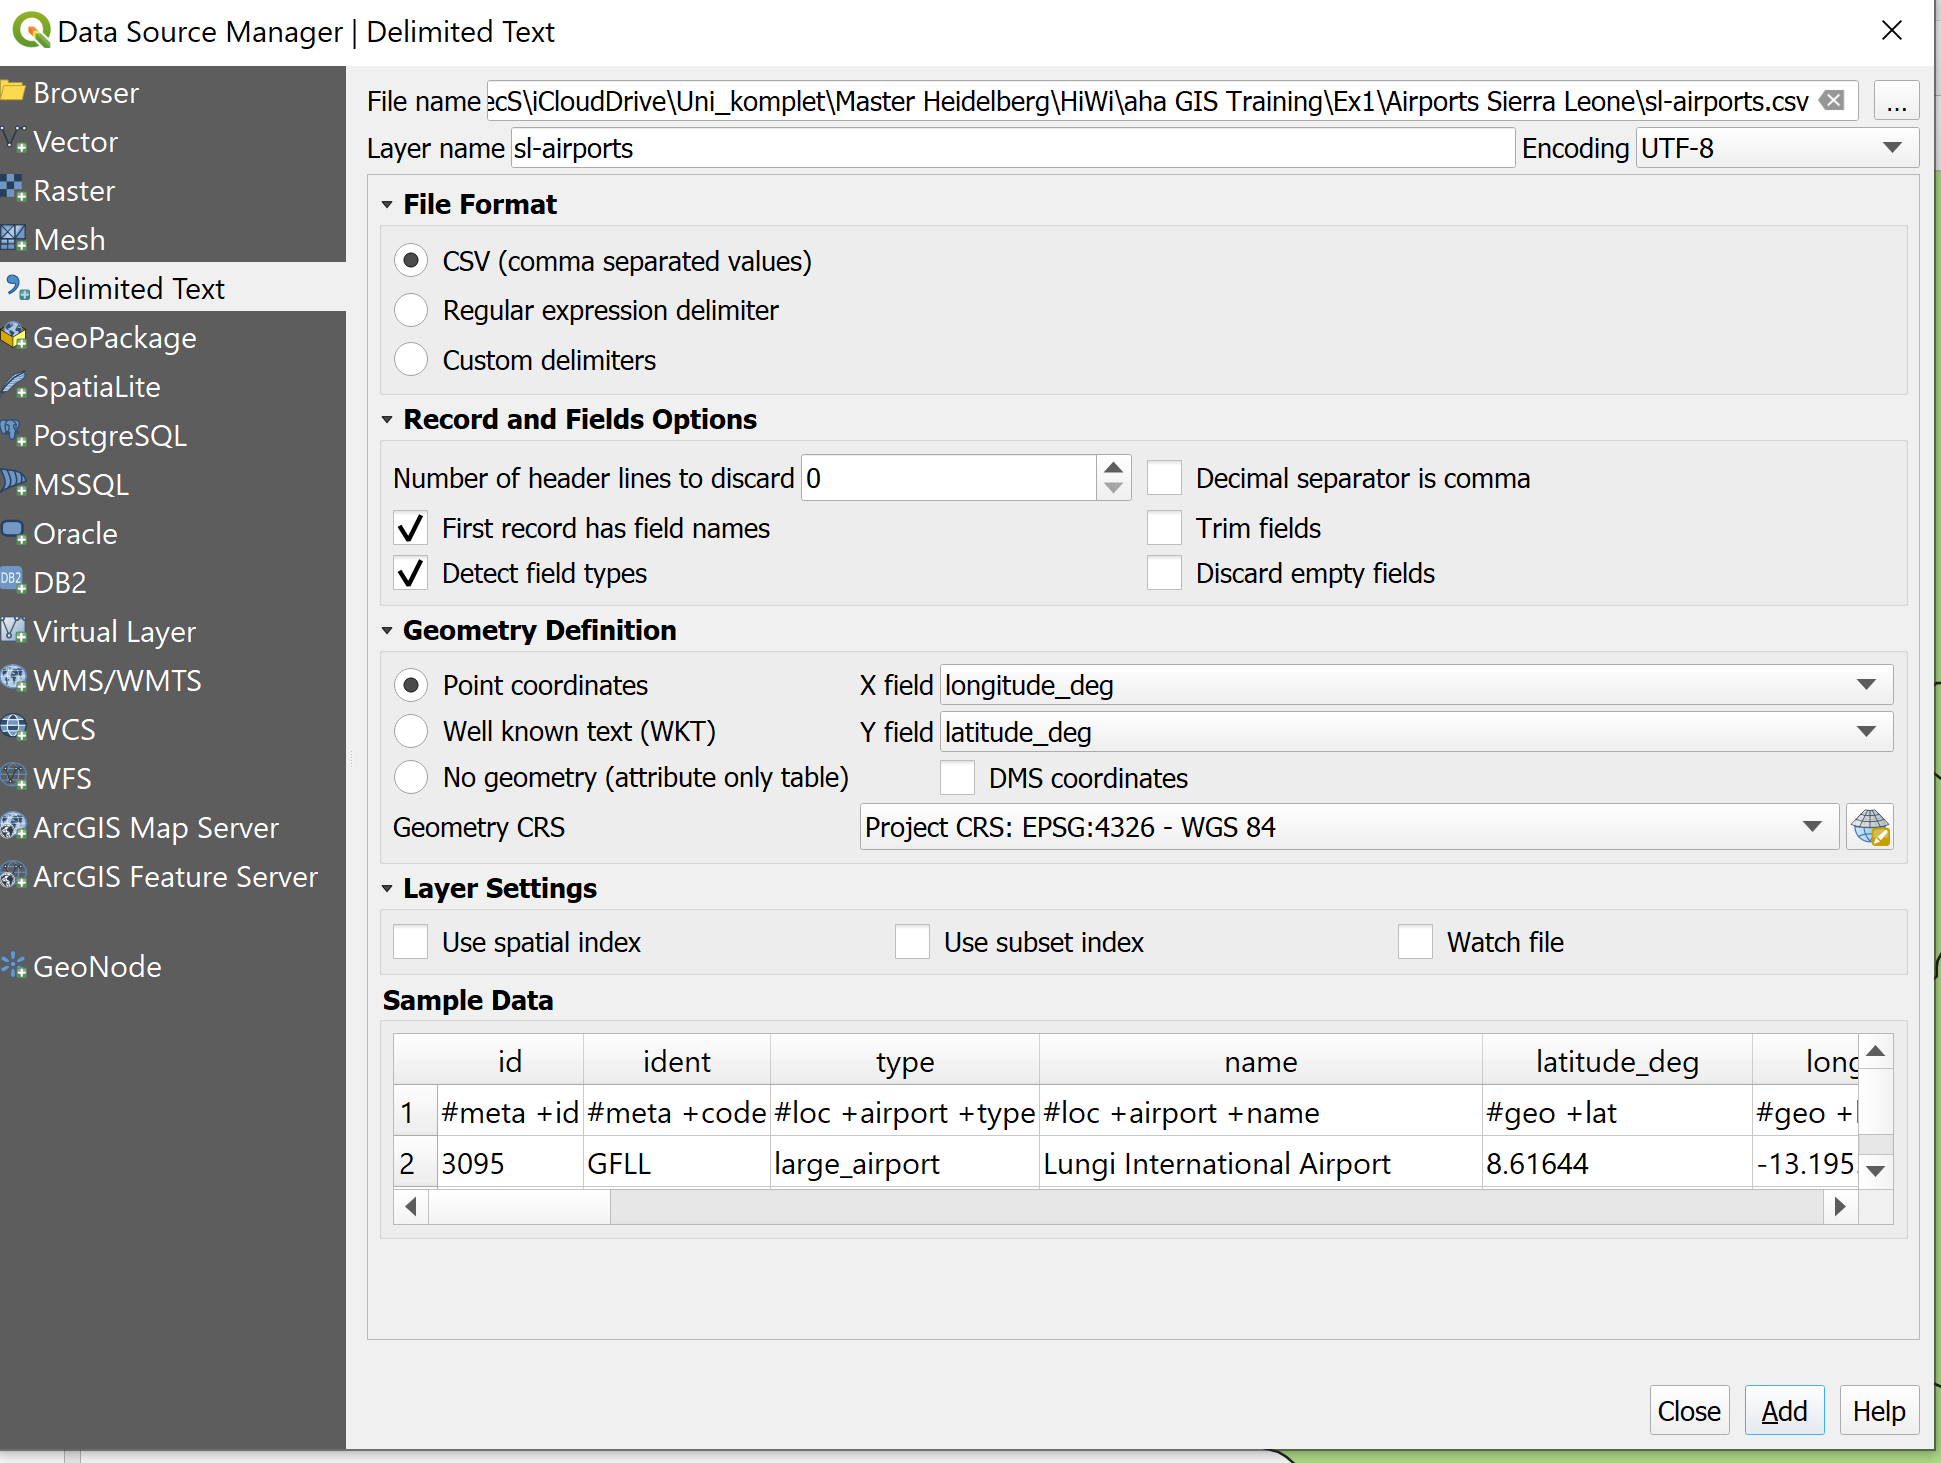 Data Source Manager | Delimited Text
Browser
Vector
Raster
Mesh
Delimited Text
GeoPackage
SpatiaLite
PostgreSQL
MSSQL
Oracle
DB2
Virtual Layer
WMS/WMTS
WCS
WFS
ArcGIS Map Server
ArcGIS Feature Server
GeoNode
File name ecS\iCloudDrive\Uni_komplet\Master Heidelberg\HiWi\aha GIS Training\Ex1\Airports Sierra Leone\sl-airports.csv ...
Layer name sl-airports Encoding UTF-8
File Format
CSV (comma separated values)
Regular expression delimiter
Custom delimiters
Record and Fields Options
Number of header lines to discard 0 Decimal separator is comma
First record has field names Trim fields
Detect field types Discard empty fields
Geometry Definition
Point coordinates X field longitude_deg
Well known text (WKT) Y field latitude_deg
No geometry (attribute only table) DMS coordinates
Geometry CRS Project CRS: EPSG:4326 - WGS 84
Layer Settings
Use spatial index Use subset index Watch file
Sample Data
id ident type name latitude_deg long
1 #meta +id #meta +code #loc +airport +type #loc +airport +name #geo +lat #geo +l
2 3095 GFLL large_airport Lungi International Airport 8.61644 -13.195
Close Add Help